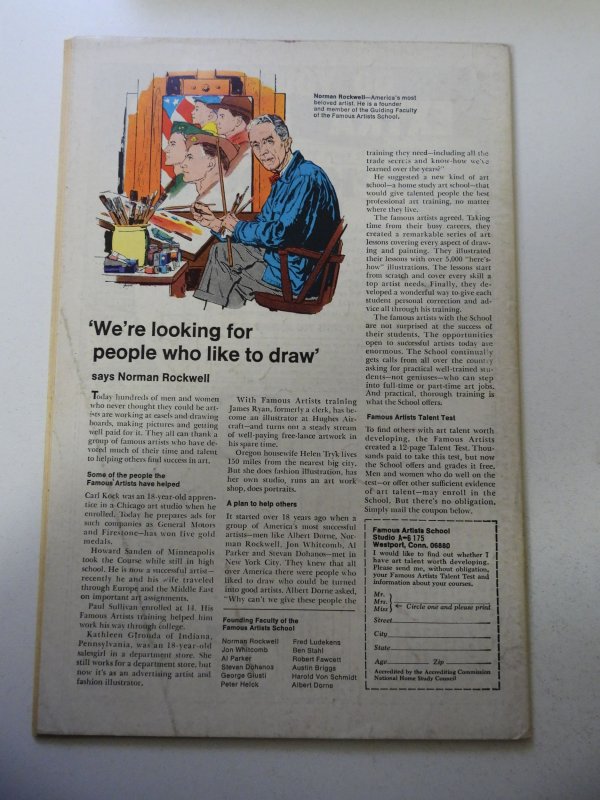 Norman Rockwell—America's most
beloved artist. He is a founder
and member of the Guiding Faculty
of the Famous Artists School.
'We're looking for
people who like to draw'
says Norman Rockwell
Today hundreds of men and women
who never thought they could be art-
ists are working at easels and drawing
boards, making pictures and getting
well paid for it. They all can thank a
group of famous artists who have de-
voted much of their time and talent
to helping others find success in art.
Some of the people the
Famous Artists have helped
Carl Kock was an 18-year-old appren-
tice in a Chicago art studio when he
enrolled. Today he prepares ads for
such companies as General Motors
and Firestone—has won five gold
medals.
Howard Sanden of Minneapolis
took the Course while still in high
school. He is now a successful artist—
recently he and his wife traveled
through Europe and the Middle East
on important art assignments.
Paul Sullivan enrolled at 14. His
Famous Artists training helped him
work his way through college.
Kathleen Gironda of Indiana,
Pennsylvania, was an 18-year-old
salesgirl in a department store. She
still works for a department store, but
now it's as an advertising artist and
fashion illustrator.
With Famous Artists training
James Ryan, formerly a clerk, has be-
come an illustrator at Hughes Air-
craft—and turns out a steady stream
of well-paying free-lance artwork in
his spare time.
Oregon housewife Helen Tryk lives
150 miles from the nearest big city.
But she does fashion illustration, has
her own studio, runs an art work
shop, does portraits.
A plan to help others
It started over 18 years ago when a
group of America's most successful
artists—men like Albert Dorne, Nor-
man Rockwell, Jon Whitcomb, Al
Parker and Stevan Dohanos—met in
New York City. They knew that all
over America there were people who
liked to draw who could be turned
into good artists. Albert Dorne asked,
"Why can't we give these people the
Founding Faculty of the
Famous Artists School
Norman Rockwell
Jon Whitcomb
Al Parker
Stevan Dohanos
George Giusti
Peter Helck
Fred Ludekens
Ben Stahl
Robert Fawcett
Austin Briggs
Harold Von Schmidt
Albert Dorne
training they need—including all the
trade secrets and know-how we've
learned over the years?"
He suggested a new kind of art
school—a home study art school—that
would give talented people the best
professional art training, no matter
where they live.
The famous artists agreed. Taking
time from their busy careers, they
created a remarkable series of art
lessons covering every aspect of draw-
ing and painting. They illustrated
their lessons with over 5,000 "here's-
how" illustrations. The lessons start
from scratch and cover every skill a
top artist needs. Finally, they de-
veloped a wonderful way to give each
student personal correction and ad-
vice all through his training.
The famous artists with the School
are not surprised at the success of
their students. The opportunities
open to successful artists today are
enormous. The School continually
gets calls from all over the country
asking for practical well-trained stu-
dents—not geniuses—who can step
into full-time or part-time art jobs.
And practical, thorough training is
what the School offers.
Famous Artists Talent Test
To find others with art talent worth
developing, the Famous Artists
created a 12-page Talent Test. Thou-
sands paid to take this test, but now
the School offers and grades it free.
Men and women who do well on the
test—or offer other sufficient evidence
of art talent—may enroll in the
School. But there's no obligation.
Simply mail the coupon below.
Famous Artists School
Studio A-6 175
Westport, Conn. 06880
I would like to find out whether I
have art talent worth developing.
Please send me, without obligation,
your Famous Artists Talent Test and
information about your courses.
Mr.
Mrs.
Miss
Circle one and please print
Street
City
State
Age Zip
Accredited by the Accrediting Commission
National Home Study Council